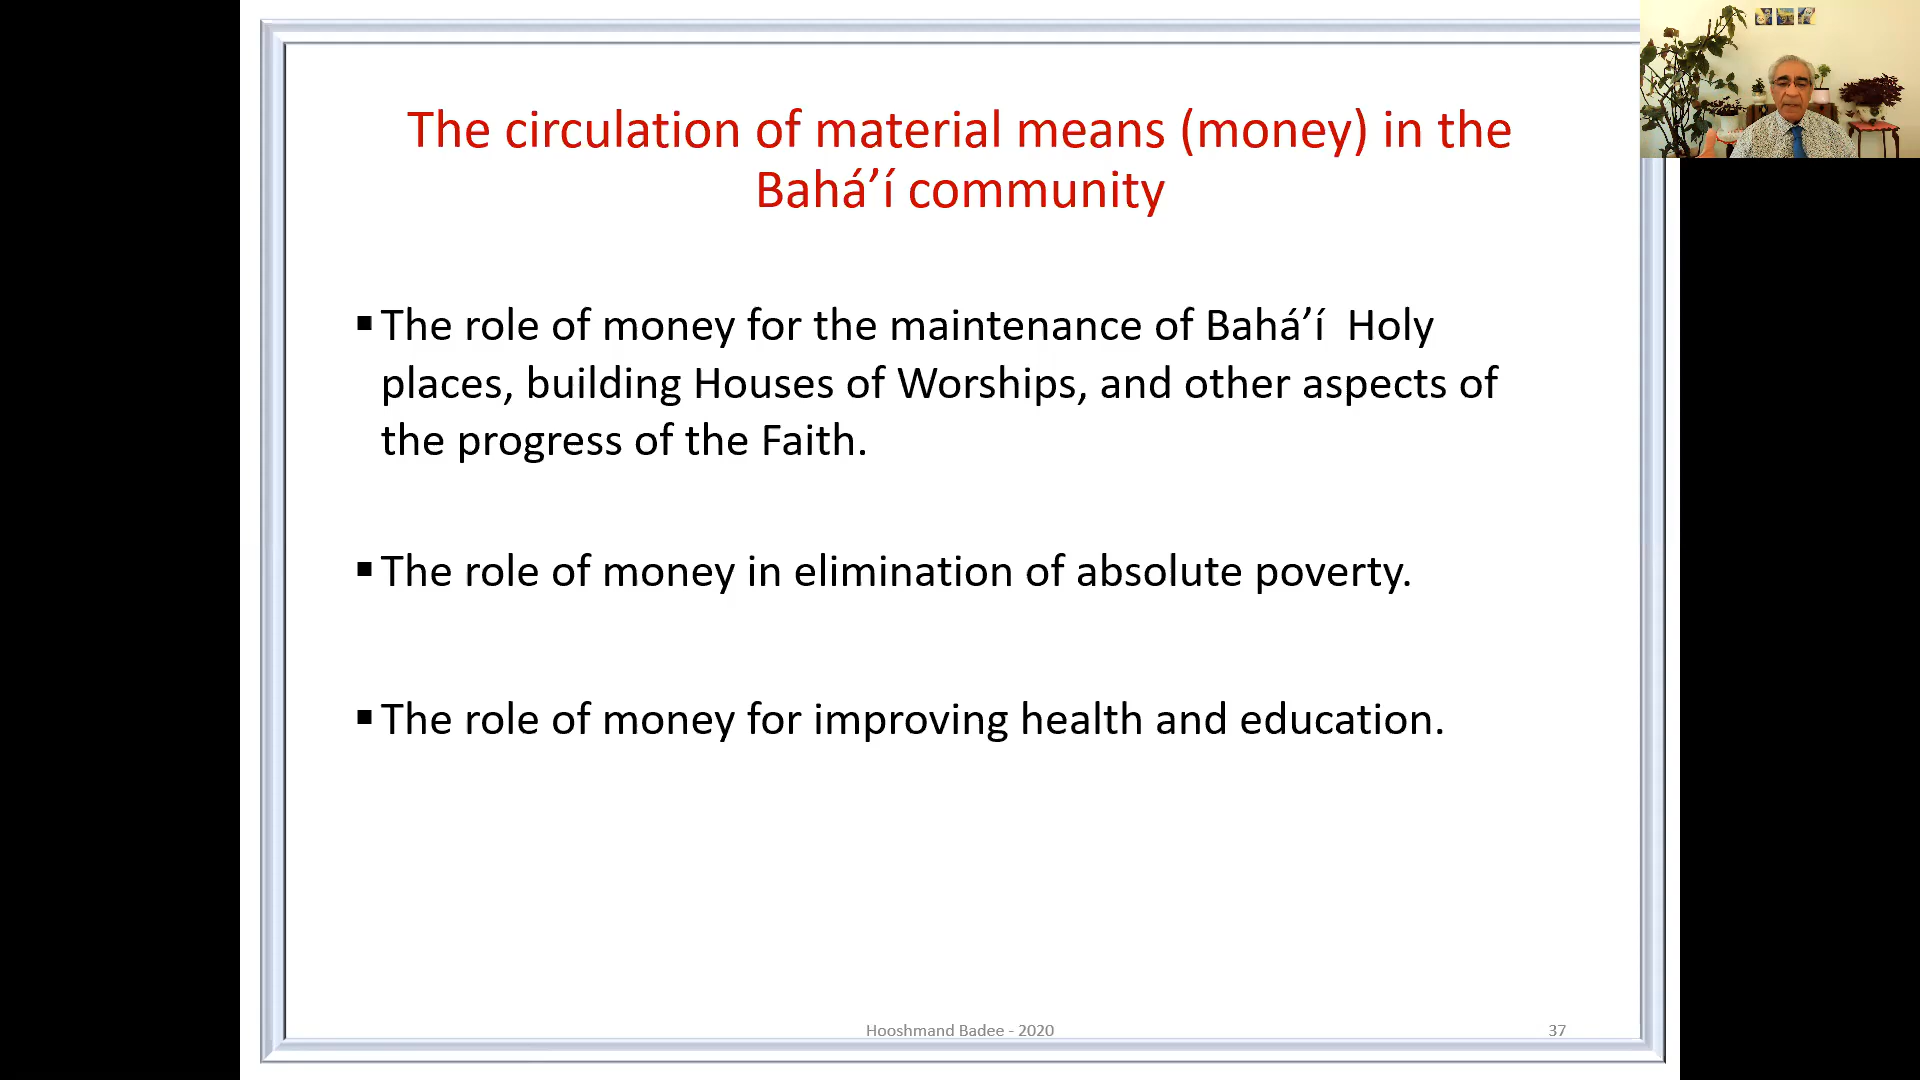 The circulation of material means (money) in the
Bahá’í community
▪ The role of money for the maintenance of Bahá’í  Holy
places, building Houses of Worships, and other aspects of
the progress of the Faith.
▪ The role of money in elimination of absolute poverty.
▪ The role of money for improving health and education.
Hooshmand Badee - 2020
37